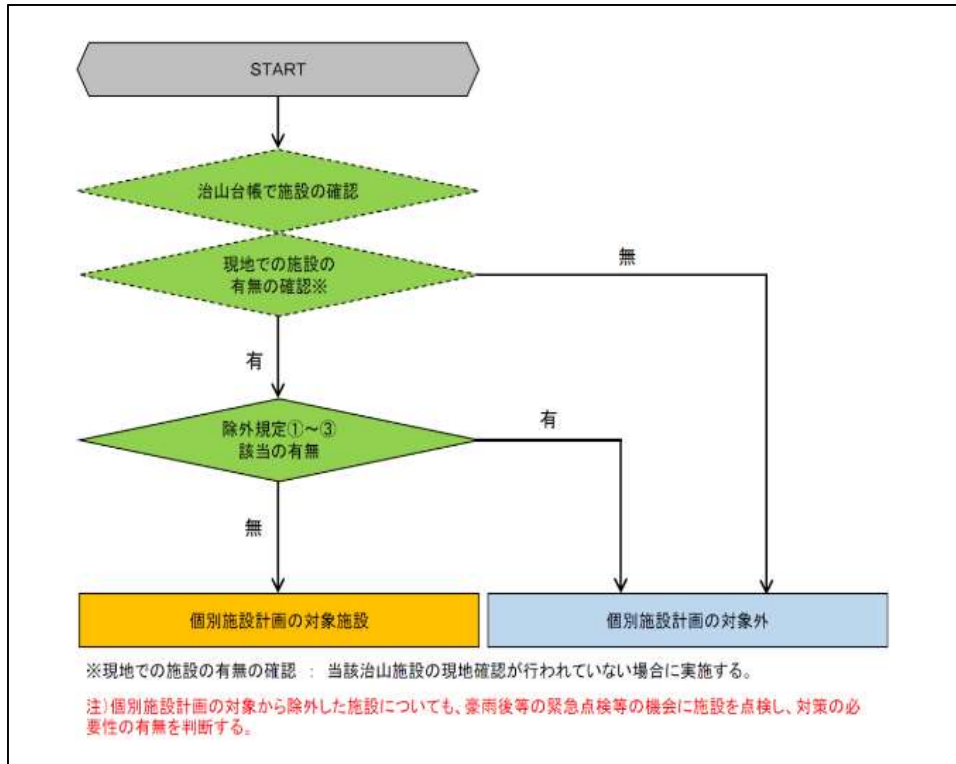 START
治山台帳で施設の確認
現地での施設の
有無の確認※
無
有
除外規定①～③
該当の有無
有
無
個別施設計画の対象施設
個別施設計画の対象外
※現地での施設の有無の確認 ： 当該治山施設の現地確認が行われていない場合に実施する。
注)個別施設計画の対象から除外した施設についても、豪雨後等の緊急点検等の機会に施設を点検し、対策の必
要性の有無を判断する。